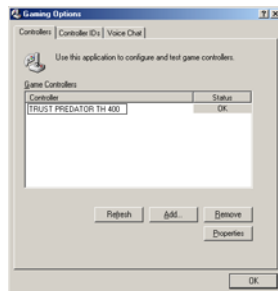 Gaming Options
Controllers Controller IDs Voice Chat
Use this application to configure and test game controllers.
Game Controllers
Controller Status
TRUST PREDATOR TH 400 OK
Refresh Add... Remove
Properties
OK